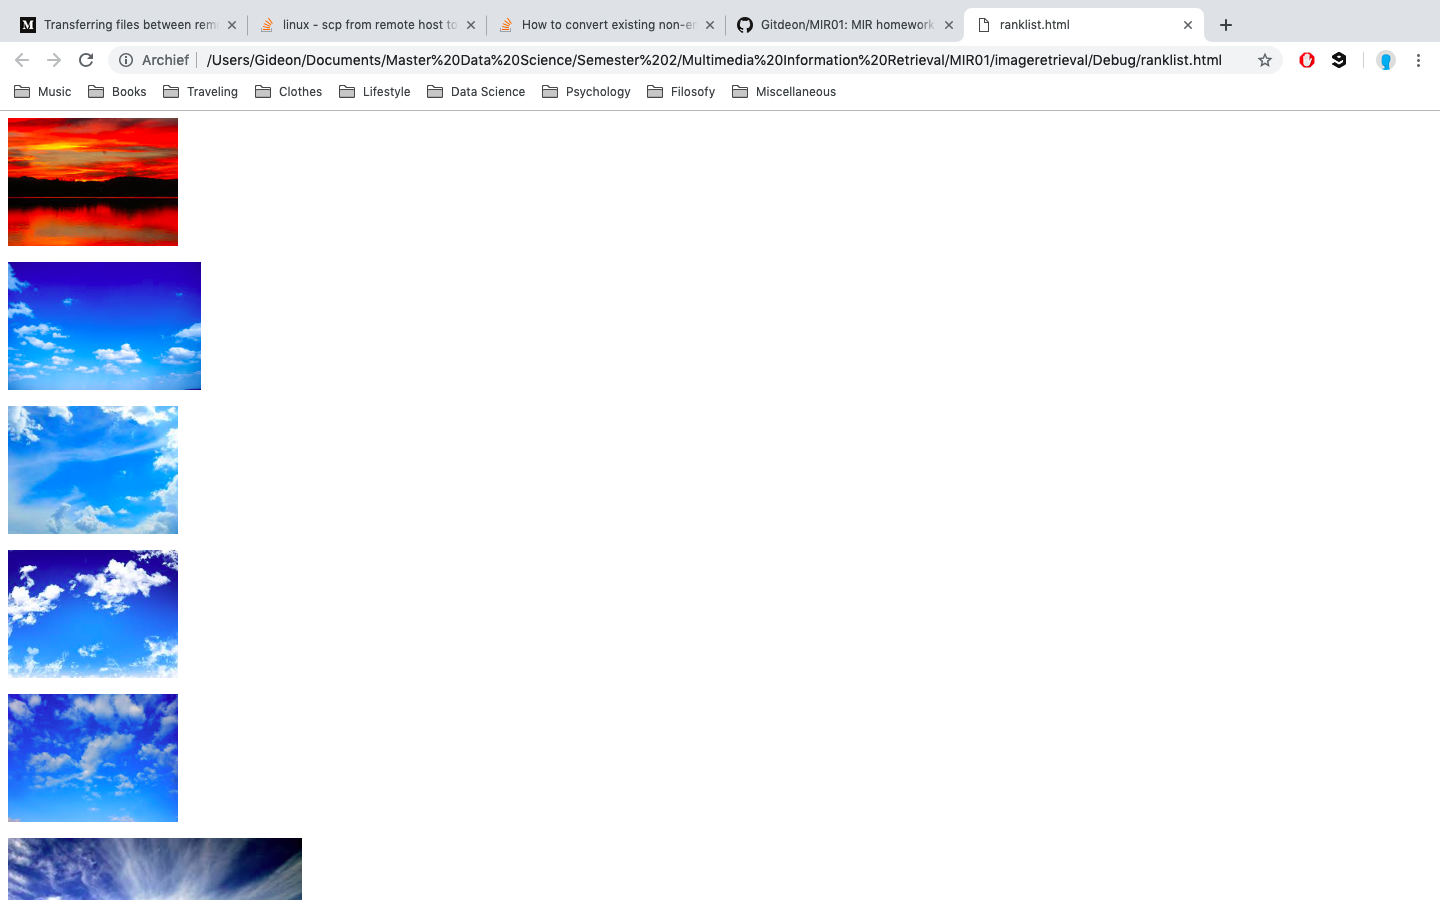 Transferring files between rem
linux - scp from remote host to
How to convert existing non-e
Gitdeon/MIR01: MIR homework
ranklist.html
Archief /Users/Gideon/Documents/Master%20Data%20Science/Semester%202/Multimedia%20Information%20Retrieval/MIR01/imageretrieval/Debug/ranklist.html
Music Books Traveling Clothes Lifestyle Data Science Psychology Filosofy Miscellaneous